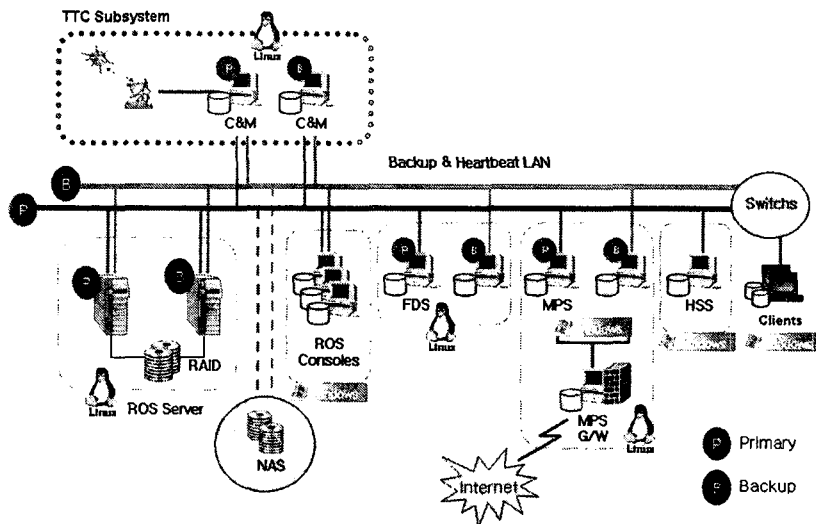 TTC Subsystem
Linux
P
B
C&M
C&M
Backup & Heartbeat LAN
B
P
Switchs
P
B
P
B
P
B
FDS
MPS
HSS
Clients
ROS
Consoles
RAID
Linux
ROS Server
Linux
NAS
MPS
G/W
Linux
Internet
P Primary
Backup